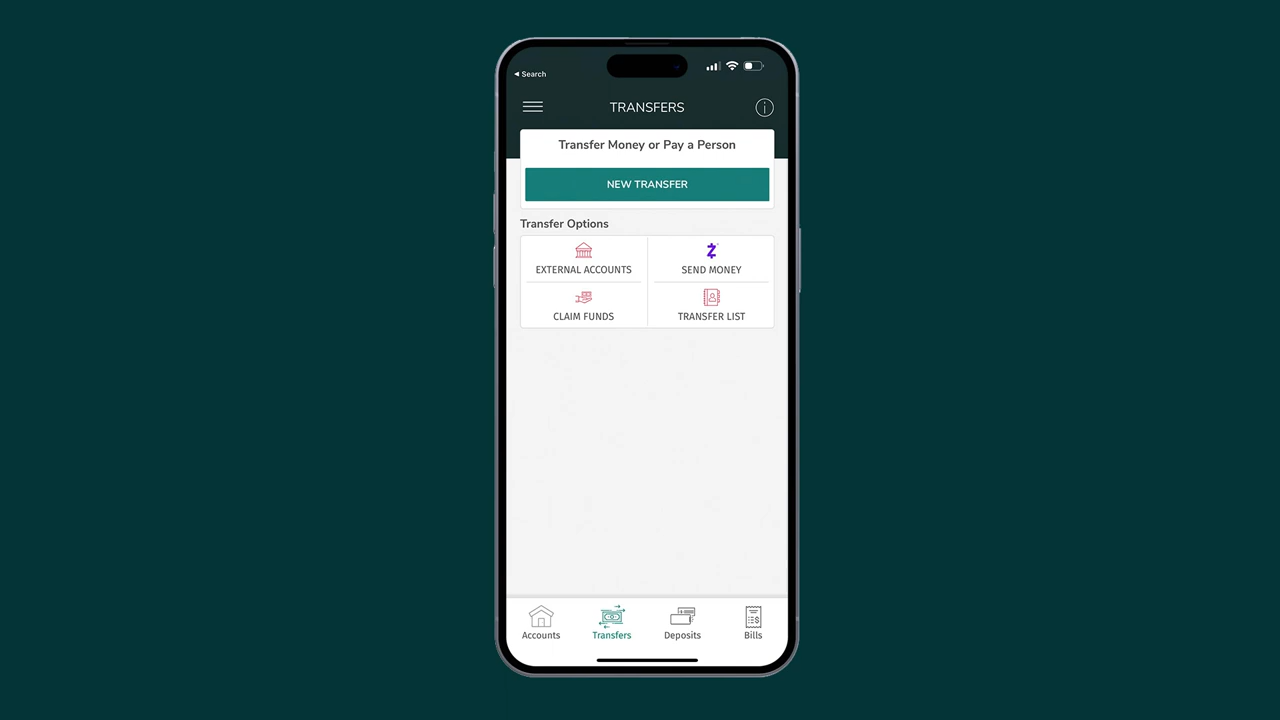 ◂ Search
TRANSFERS
Transfer Money or Pay a Person
NEW TRANSFER
Transfer Options
EXTERNAL ACCOUNTS
SEND MONEY
CLAIM FUNDS
TRANSFER LIST
Accounts
Transfers
Deposits
Bills